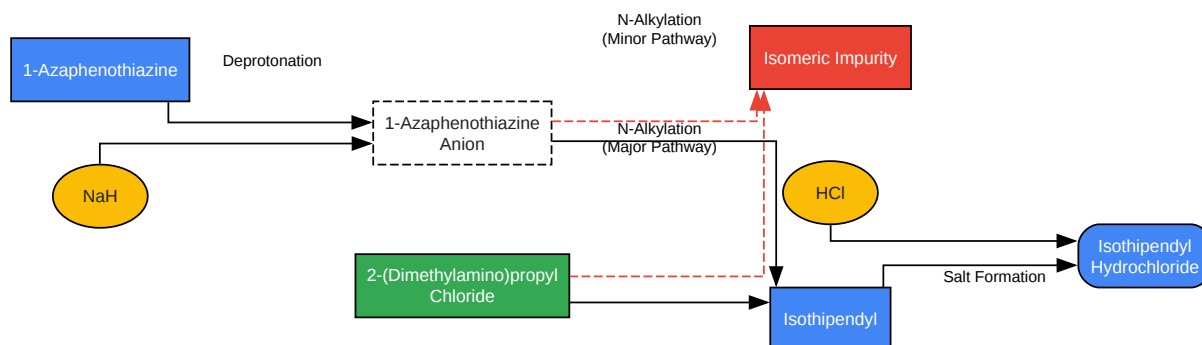 1-Azaphenothiazine
Deprotonation
N-Alkylation
(Minor Pathway)
Isomeric Impurity
1-Azaphenothiazine
Anion
N-Alkylation
(Major Pathway)
NaH
HCl
2-(Dimethylamino)propyl
Chloride
Isothipendyl
Salt Formation
Isothipendyl
Hydrochloride